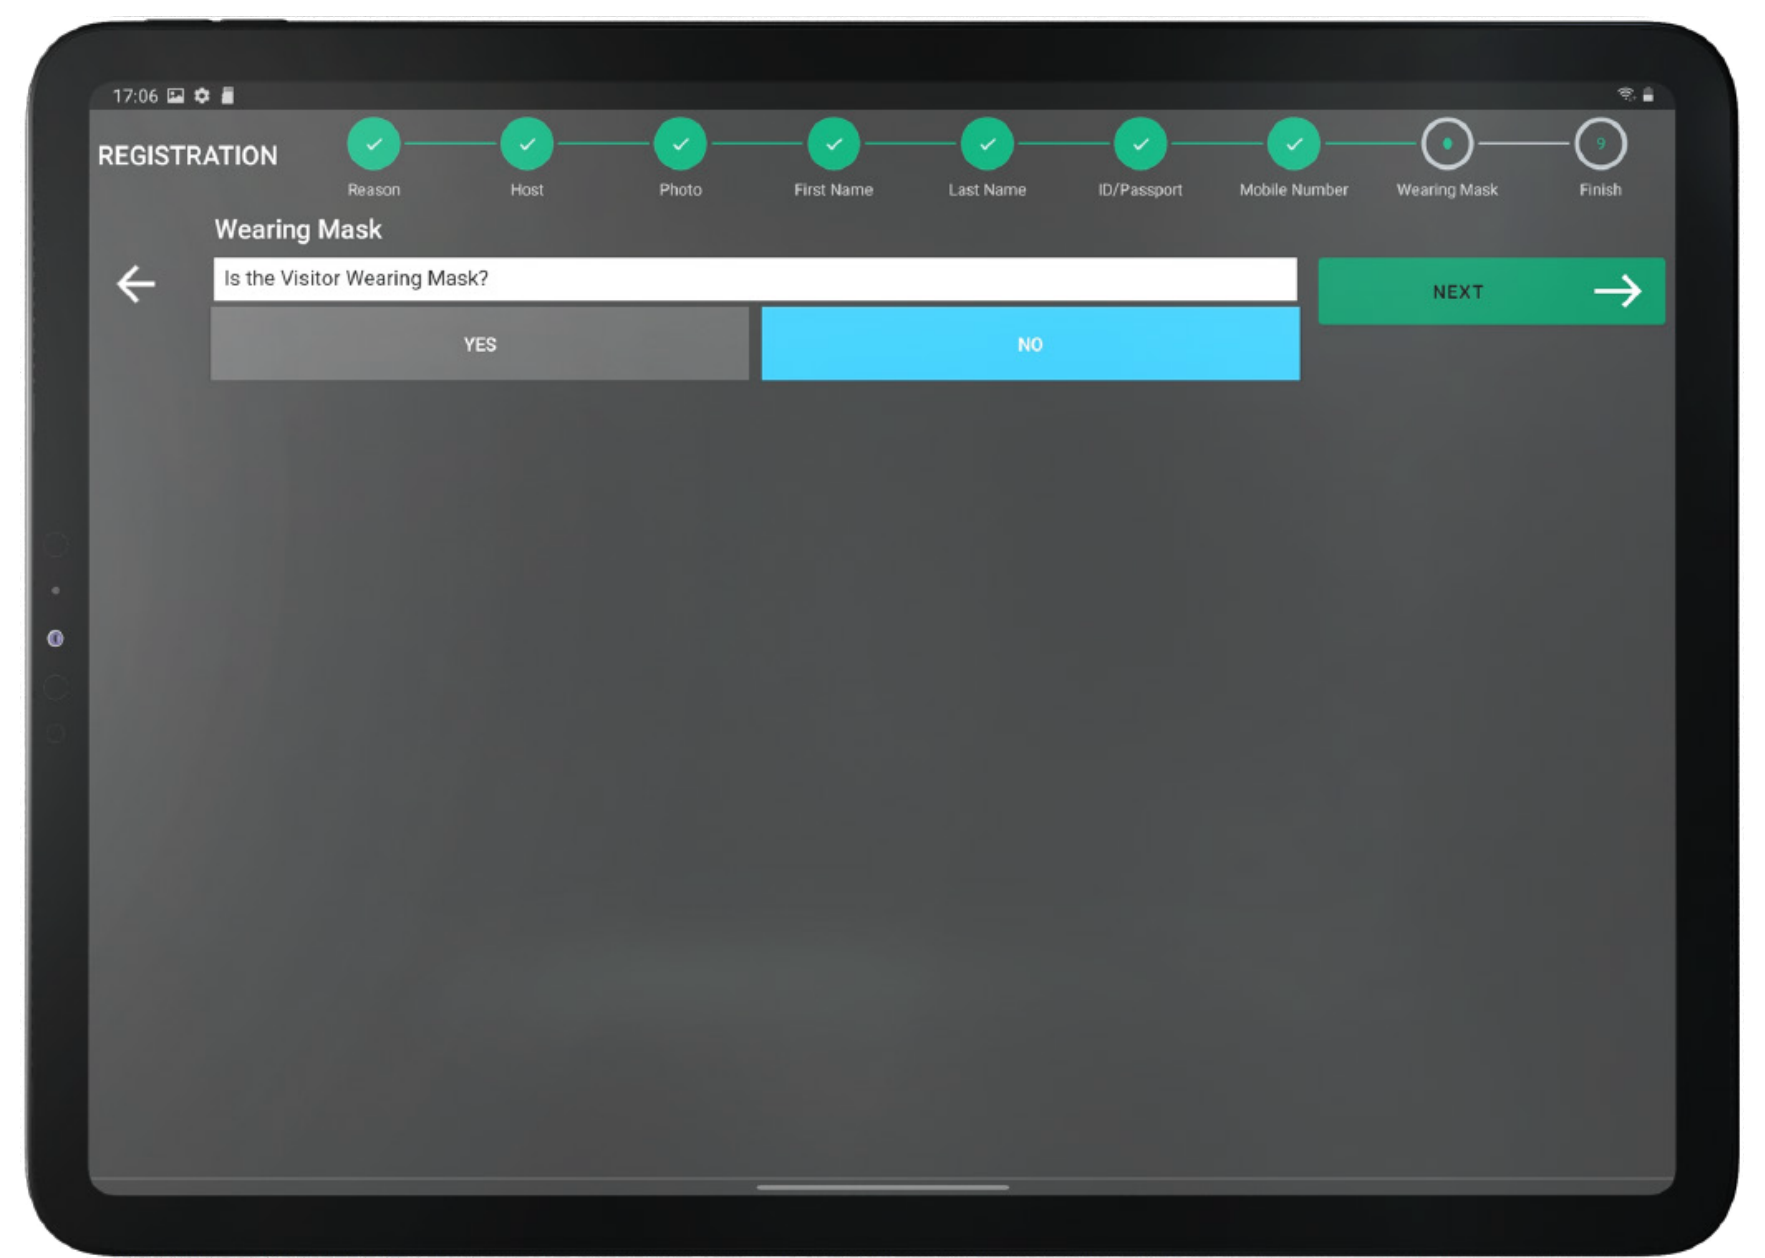 17:06
REGISTRATION
Reason
Host
Photo
First Name
Last Name
ID/Passport
Mobile Number
Wearing Mask
9
Finish
Wearing Mask
Is the Visitor Wearing Mask?
NEXT
YES
NO